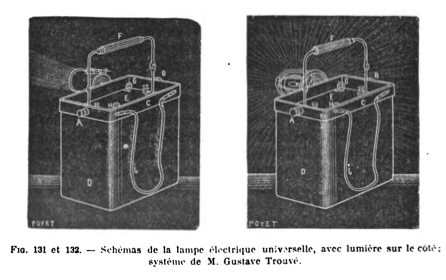 F
G
B
E
C
A
H
D
L
POYET
F
G
B
C
A
D
L
POYET
Fig. 131 et 132. — Schémas de la lampe électrique universelle, avec lumière sur le côté;
système de M. Gustave Trouvé.